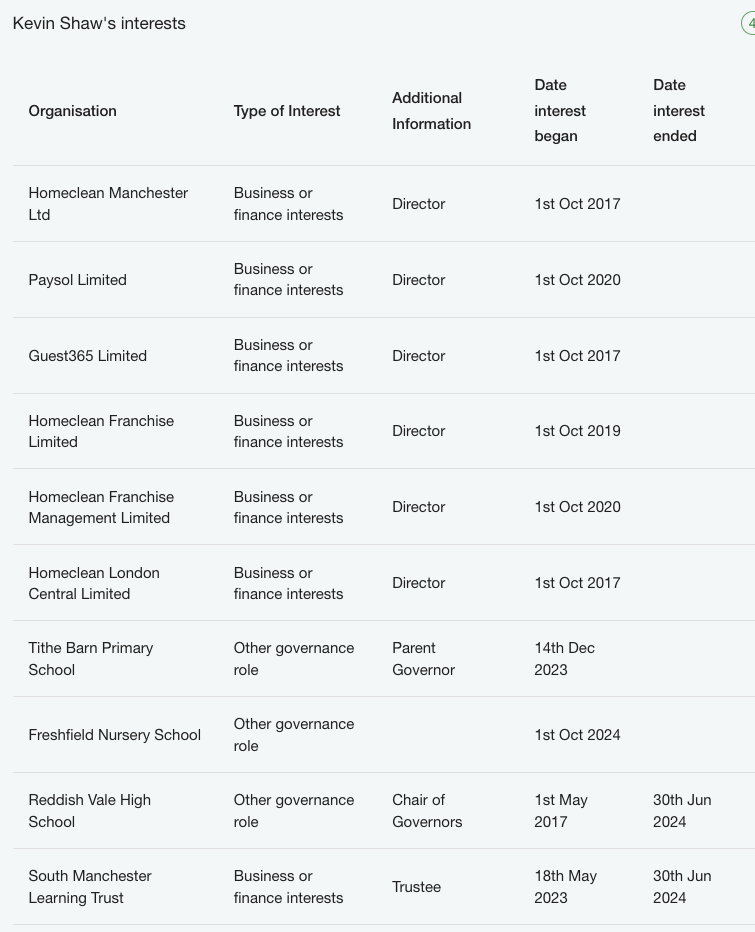 Kevin Shaw's interests
4
Organisation Type of Interest Additional Information Date interest began Date interest ended
Homeclean Manchester Ltd Business or finance interests Director 1st Oct 2017
Paysol Limited Business or finance interests Director 1st Oct 2020
Guest365 Limited Business or finance interests Director 1st Oct 2017
Homeclean Franchise Limited Business or finance interests Director 1st Oct 2019
Homeclean Franchise Management Limited Business or finance interests Director 1st Oct 2020
Homeclean London Central Limited Business or finance interests Director 1st Oct 2017
Tithe Barn Primary School Other governance role Parent Governor 14th Dec 2023
Freshfield Nursery School Other governance role 1st Oct 2024
Reddish Vale High School Other governance role Chair of Governors 1st May 2017 30th Jun 2024
South Manchester Learning Trust Business or finance interests Trustee 18th May 2023 30th Jun 2024